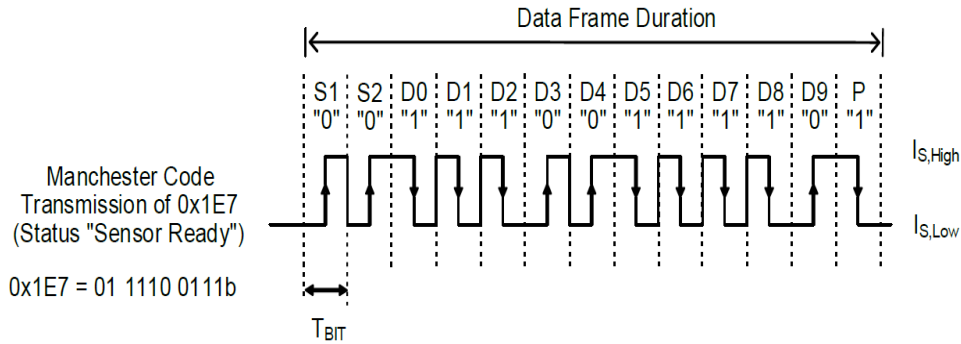 Data Frame Duration
S1 S2 D0 D1 D2 D3 D4 D5 D6 D7 D8 D9 P
"0" "0" "1" "1" "1" "0" "0" "1" "1" "1" "1" "0" "1"
IS,High
Manchester Code
Transmission of 0x1E7
(Status "Sensor Ready")
IS,Low
0x1E7 = 01 1110 0111b
TBIT